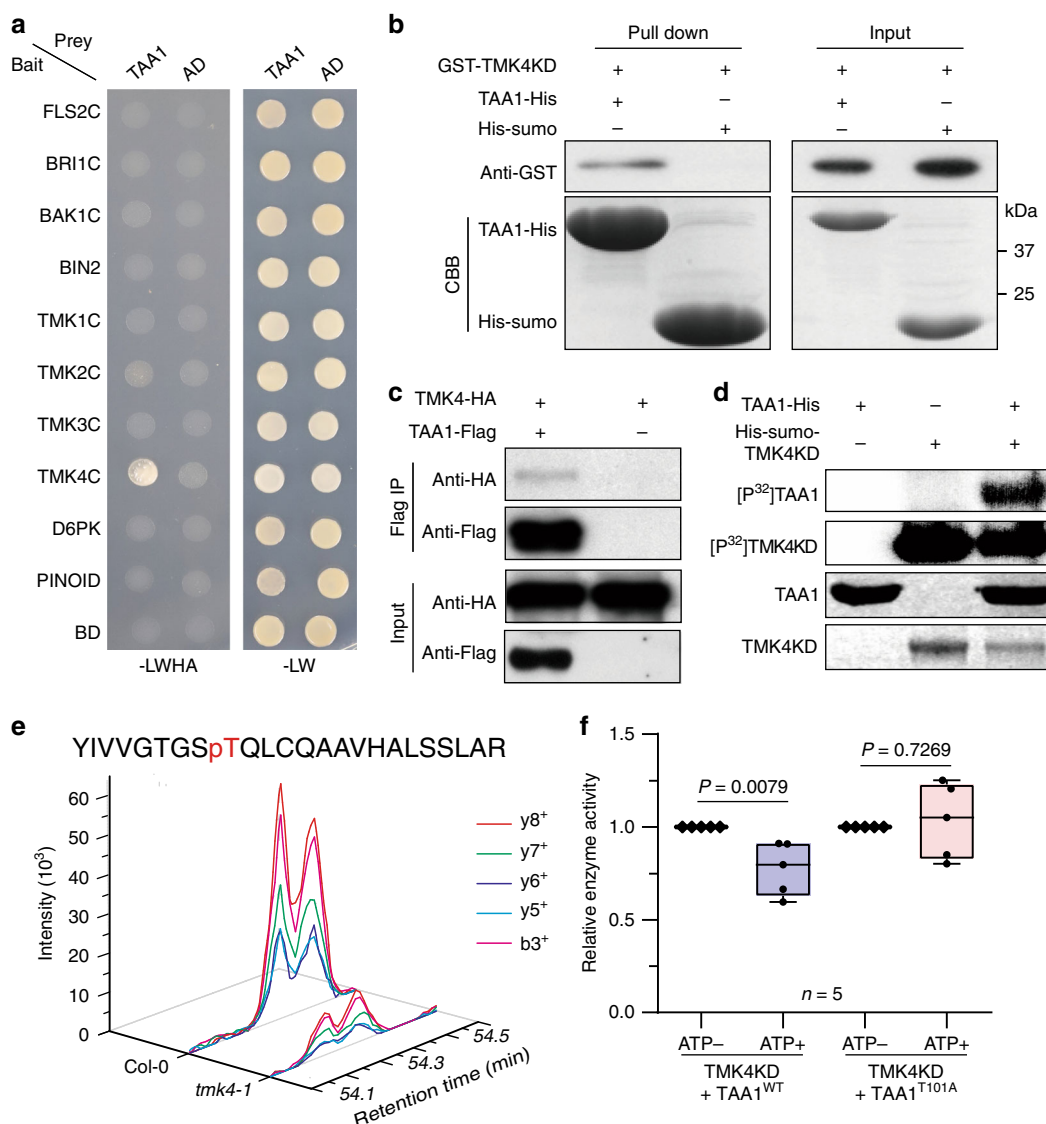 a
Prey
Bait
TAA1 AD TAA1 AD
FLS2C
BRI1C
BAK1C
BIN2
TMK1C
TMK2C
TMK3C
TMK4C
D6PK
PINOID
BD
-LWHA -LW
b
Pull down Input
GST-TMK4KD + + + +
TAA1-His + – + –
His-sumo – + – +
Anti-GST
kDa
CBB
TAA1-His
37
25
His-sumo
c
TMK4-HA + +
TAA1-Flag + –
Flag IP
Anti-HA
Anti-Flag
Input
Anti-HA
Anti-Flag
d
TAA1-His + – +
His-sumo-
TMK4KD – + +
[P³²]TAA1
[P³²]TMK4KD
TAA1
TMK4KD
e
YIVVGTGSpTQLCQAAVHALSSLAR
Intensity (10³)
60
50
40
30
20
10
0
y8⁺
y7⁺
y6⁺
y5⁺
b3⁺
Col-0
tmk4-1
54.1
54.3
54.5
Retention time (min)
f
Relative enzyme activity
1.5
1.0
0.5
0.0
P = 0.0079
P = 0.7269
n = 5
ATP– ATP+ ATP– ATP+
TMK4KD TMK4KD
+ TAA1ᵂᵀ + TAA1ᵀ¹⁰¹ᴬ